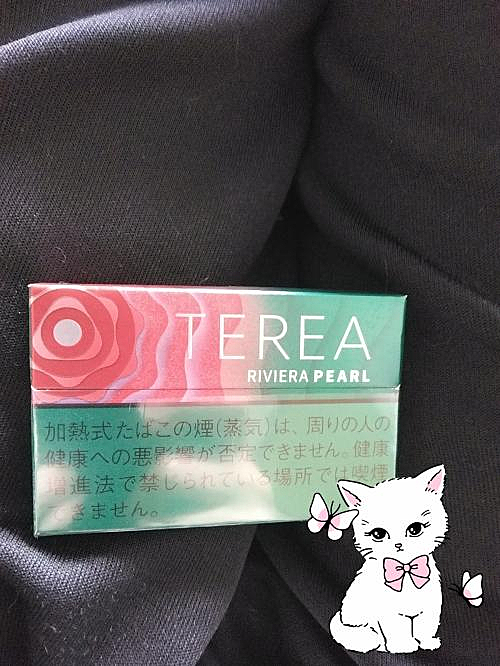 TEREA
RIVIERA PEARL
加熱式たばこの煙(蒸気)は、周りの人の
健康への悪影響が否定できません。健康
増進法で禁じられている場所では喫煙
できません。